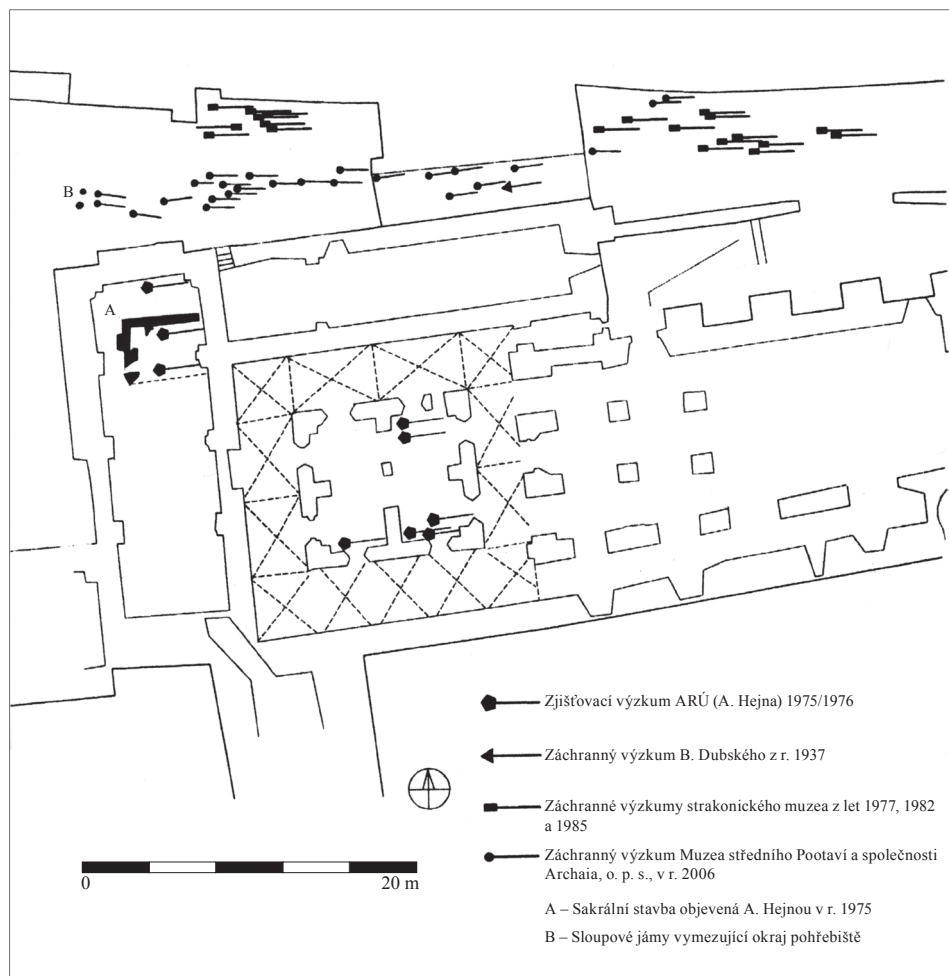 B
A
Zjišťovací výzkum ARÚ (A. Hejna) 1975/1976
Záchranný výzkum B. Dubského z r. 1937
Záchranné výzkumy strakonického muzea z let 1977, 1982
a 1985
Záchranný výzkum Muzea středního Pootaví a společnosti
Archaia, o. p. s., v r. 2006
0 20 m
A – Sakrální stavba objevená A. Hejnou v r. 1975
B – Sloupové jámy vymezující okraj pohřebiště